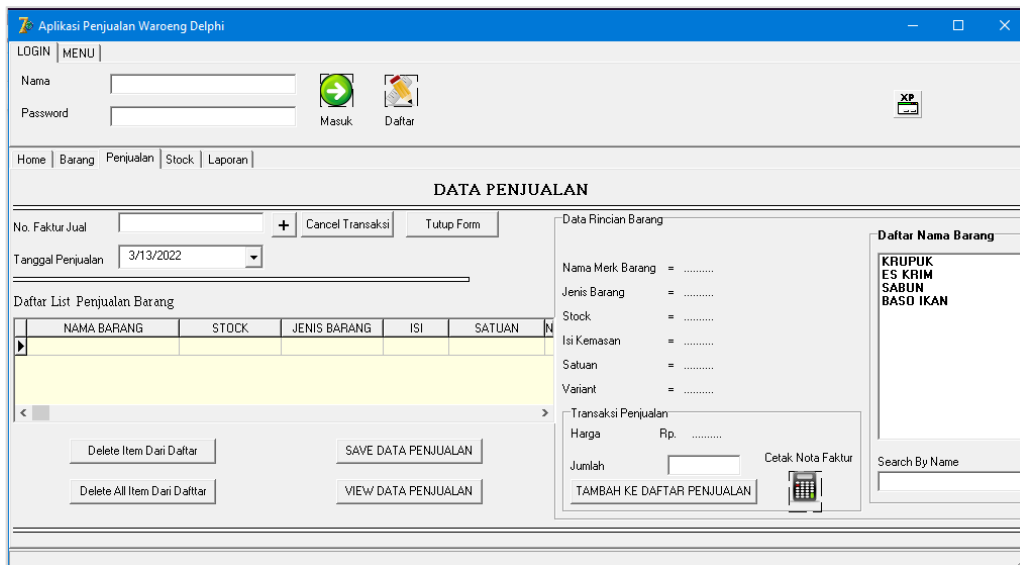 Aplikasi Penjualan Waroeng Delphi
LOGIN MENU
Nama
Password
Masuk Daftar
XP
Home Barang Penjualan Stock Laporan
DATA PENJUALAN
No. Faktur Jual + Cancel Transaksi Tutup Form
Tanggal Penjualan 3/13/2022
Daftar List Penjualan Barang
NAMA BARANG STOCK JENIS BARANG ISI SATUAN N
Delete Item Dari Daftar SAVE DATA PENJUALAN
Delete All Item Dari Dafttar VIEW DATA PENJUALAN
Data Rincian Barang
Nama Merk Barang = ..........
Jenis Barang = ..........
Stock = ..........
Isi Kemasan = ..........
Satuan = ..........
Variant = ..........
Transaksi Penjualan
Harga Rp. ..........
Jumlah
Cetak Nota Faktur
TAMBAH KE DAFTAR PENJUALAN
Daftar Nama Barang
KRUPUK
ES KRIM
SABUN
BASO IKAN
Search By Name